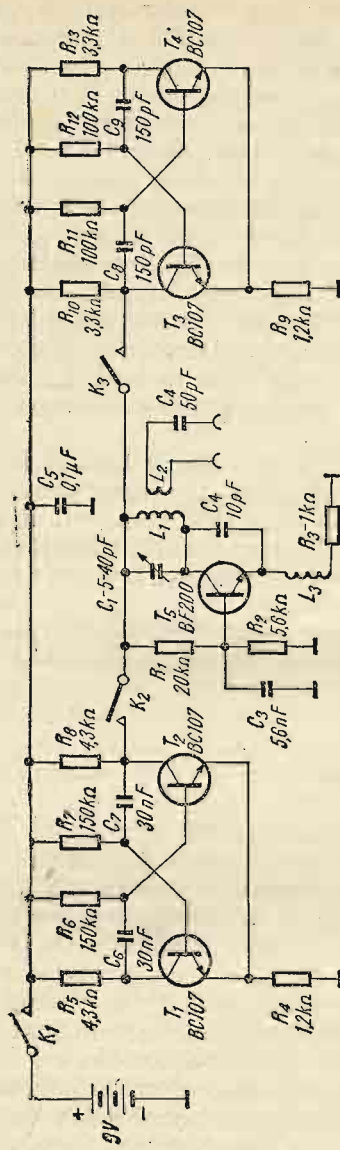 9V
+
-
K1
R5
4,3kΩ
C6
30nF
T1
BC107
R4
1,2kΩ
R6
150kΩ
R7
150kΩ
C7
30nF
R8
4,3kΩ
T2
BC107
K2
R1
20kΩ
C3
5,6nF
R2
5,6kΩ
C1-5-40pF
T5
BF200
C5
0,1μF
L1
C4
10pF
L3
R3-1kΩ
L2
C4
50pF
K3
R10
3,3kΩ
C8
150pF
T3
BC107
R9
1,2kΩ
R11
100kΩ
R12
100kΩ
C9
150pF
R13
3,3kΩ
T4
BC107